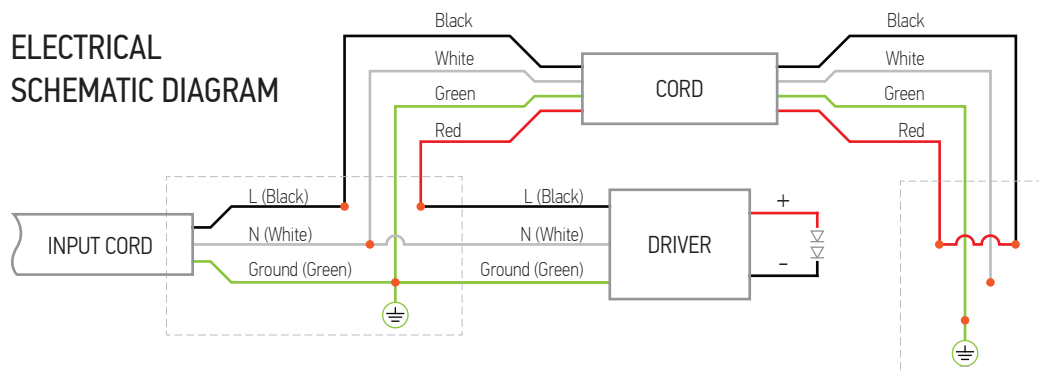 ELECTRICAL
SCHEMATIC DIAGRAM
Black
White
Green
Red
CORD
Black
White
Green
Red
INPUT CORD
L (Black)
N (White)
Ground (Green)
L (Black)
N (White)
Ground (Green)
DRIVER
+
-